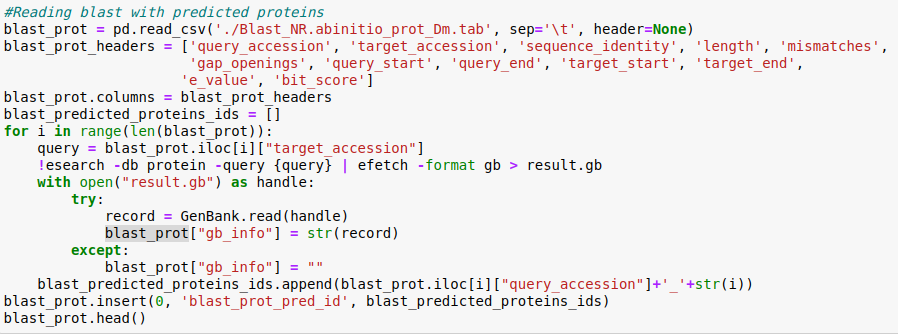 #Reading blast with predicted proteins
blast_prot = pd.read_csv('./Blast_NR.abinitio_prot_Dm.tab', sep='\t', header=None)
blast_prot_headers = ['query_accession', 'target_accession', 'sequence_identity', 'length', 'mismatches',
                      'gap_openings', 'query_start', 'query_end', 'target_start', 'target_end',
                     'e_value', 'bit_score']
blast_prot.columns = blast_prot_headers
blast_predicted_proteins_ids = []
for i in range(len(blast_prot)):
    query = blast_prot.iloc[i]["target_accession"]
    !esearch -db protein -query {query} | efetch -format gb > result.gb
    with open("result.gb") as handle:
        try:
            record = GenBank.read(handle)
            blast_prot["gb_info"] = str(record)
        except:
            blast_prot["gb_info"] = ""
    blast_predicted_proteins_ids.append(blast_prot.iloc[i]["query_accession"]+'_'+str(i))
blast_prot.insert(0, 'blast_prot_pred_id', blast_predicted_proteins_ids)
blast_prot.head()